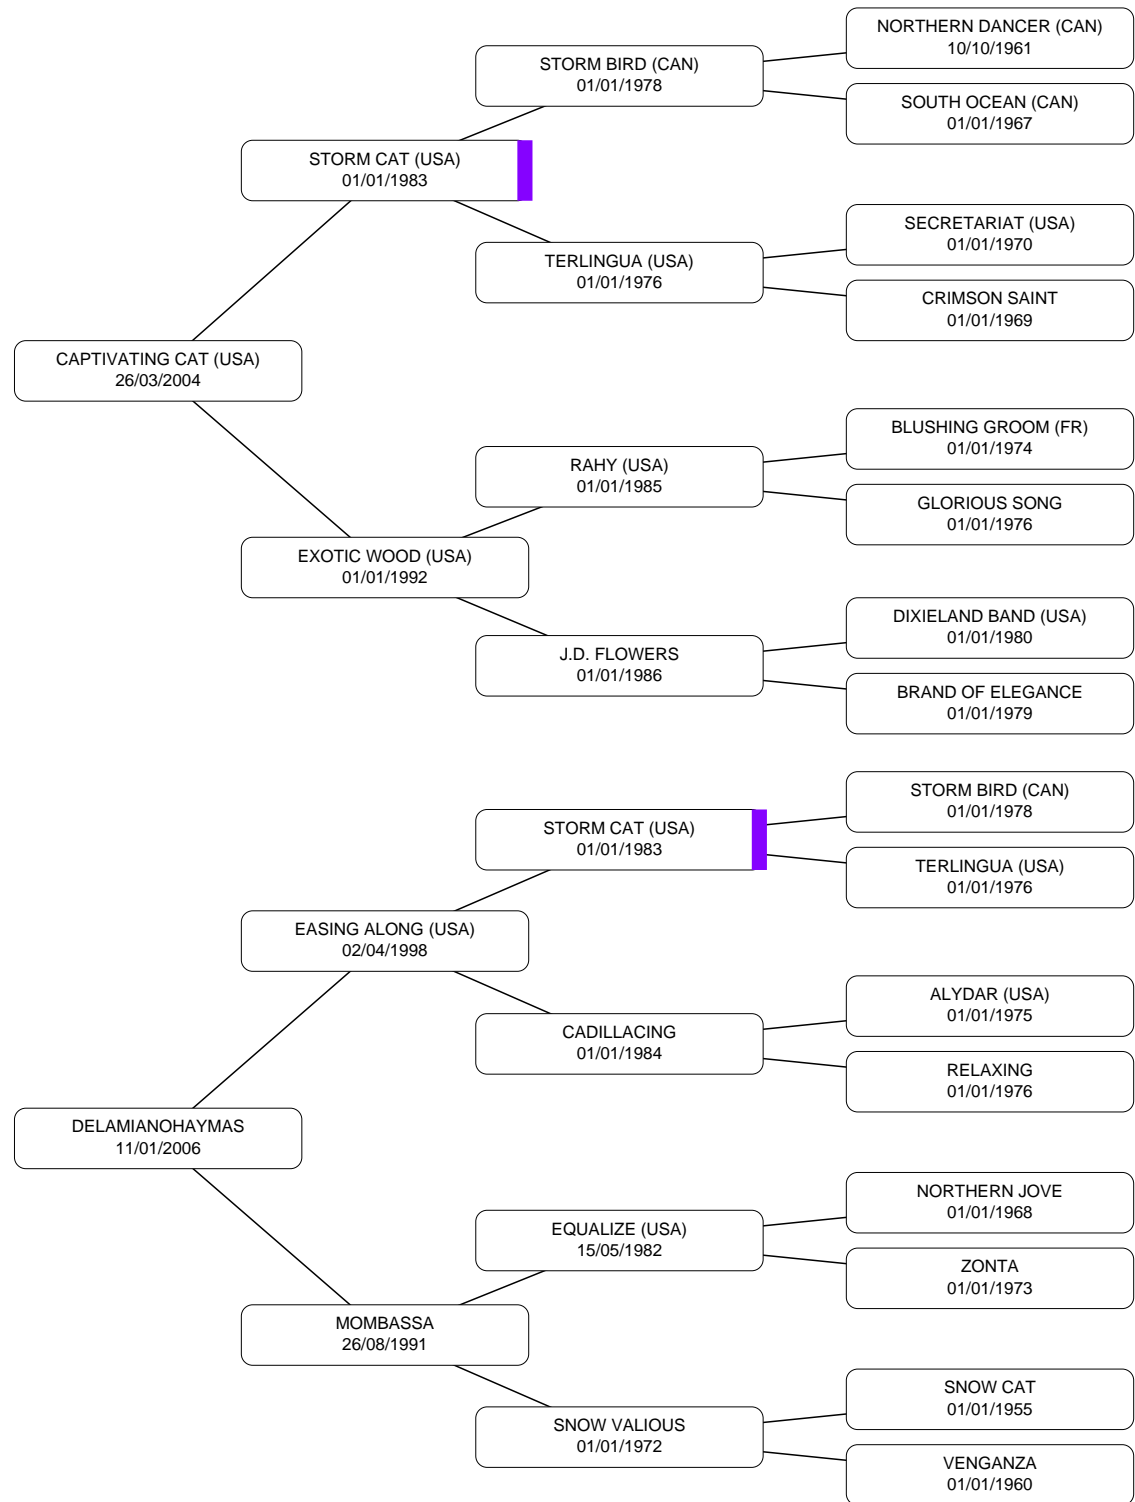 NORTHERN DANCER (CAN)
10/10/1961
STORM BIRD (CAN)
01/01/1978
SOUTH OCEAN (CAN)
01/01/1967
STORM CAT (USA)
01/01/1983
SECRETARIAT (USA)
01/01/1970
TERLINGUA (USA)
01/01/1976
CRIMSON SAINT
01/01/1969
CAPTIVATING CAT (USA)
26/03/2004
BLUSHING GROOM (FR)
01/01/1974
RAHY (USA)
01/01/1985
GLORIOUS SONG
01/01/1976
EXOTIC WOOD (USA)
01/01/1992
DIXIELAND BAND (USA)
01/01/1980
J.D. FLOWERS
01/01/1986
BRAND OF ELEGANCE
01/01/1979
STORM BIRD (CAN)
01/01/1978
STORM CAT (USA)
01/01/1983
TERLINGUA (USA)
01/01/1976
EASING ALONG (USA)
02/04/1998
ALYDAR (USA)
01/01/1975
CADILLACING
01/01/1984
RELAXING
01/01/1976
DELAMIANOHAYMAS
11/01/2006
NORTHERN JOVE
01/01/1968
EQUALIZE (USA)
15/05/1982
ZONTA
01/01/1973
MOMBASSA
26/08/1991
SNOW CAT
01/01/1955
SNOW VALIOUS
01/01/1972
VENGANZA
01/01/1960